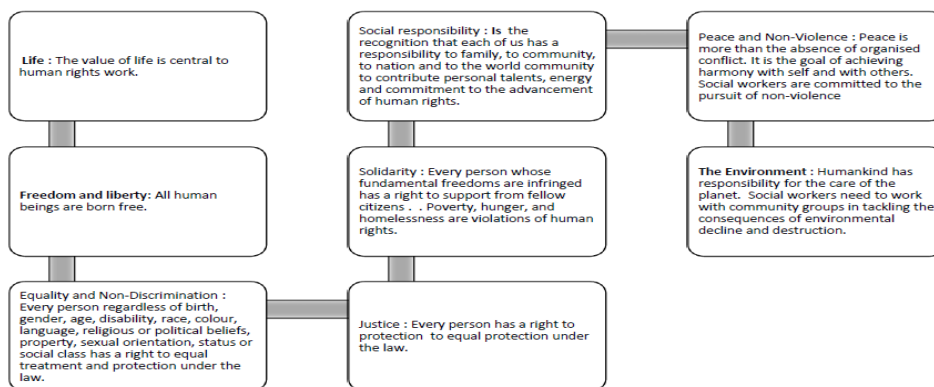 Life : The value of life is central to
human rights work.
Freedom and liberty: All human
beings are born free.
Equality and Non-Discrimination :
Every person regardless of birth,
gender, age, disability, race, colour,
language, religious or political beliefs,
property, sexual orientation, status or
social class has a right to equal
treatment and protection under the
law.
Justice : Every person has a right to
protection to equal protection under
the law.
Solidarity : Every person whose
fundamental freedoms are infringed
has a right to support from fellow
citizens . . Poverty, hunger, and
homelessness are violations of human
rights.
Social responsibility : Is the
recognition that each of us has a
responsibility to family, to community,
to nation and to the world community
to contribute personal talents, energy
and commitment to the advancement
of human rights.
Peace and Non-Violence : Peace is
more than the absence of organised
conflict. It is the goal of achieving
harmony with self and with others.
Social workers are committed to the
pursuit of non-violence
The Environment : Humankind has
responsibility for the care of the
planet. Social workers need to work
with community groups in tackling the
consequences of environmental
decline and destruction.